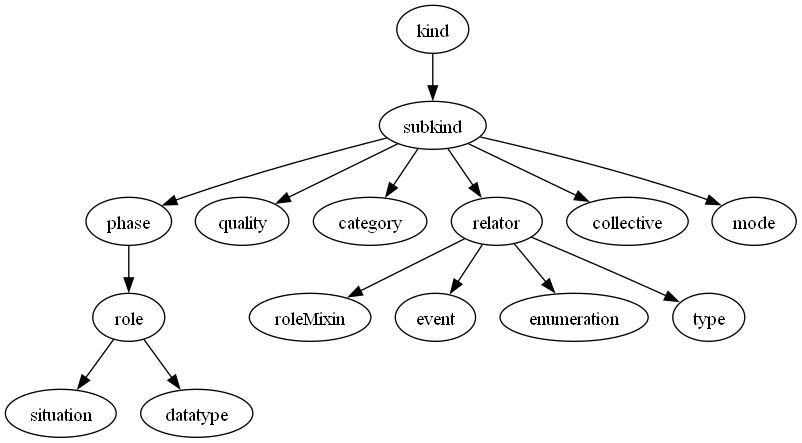 kind
subkind
phase
quality
category
relator
collective
mode
role
roleMixin
event
enumeration
type
situation
datatype